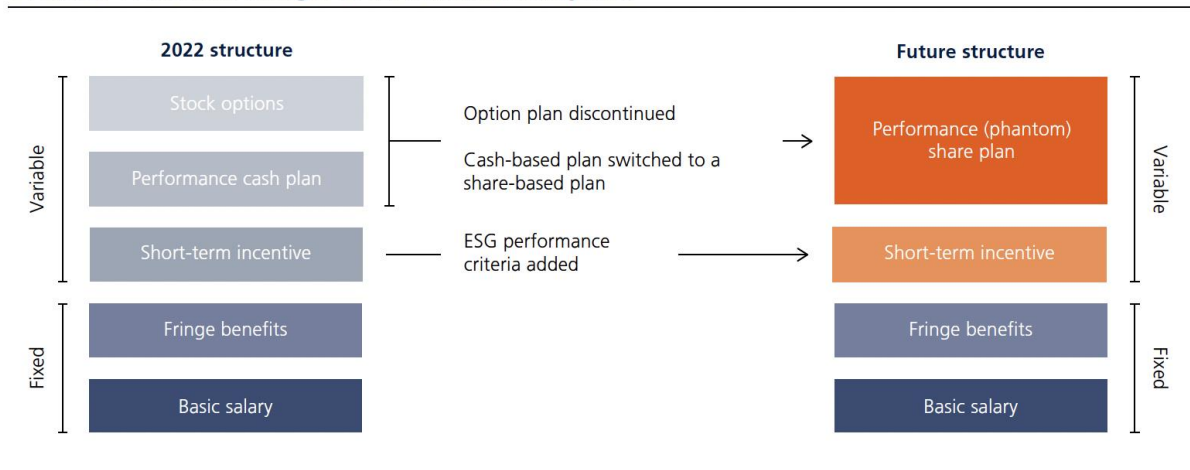 2022 structure
Future structure
Variable
Stock options
Performance cash plan
Short-term incentive
Option plan discontinued
Cash-based plan switched to a
share-based plan
ESG performance
criteria added
Performance (phantom)
share plan
Short-term incentive
Variable
Fixed
Fringe benefits
Basic salary
Fringe benefits
Basic salary
Fixed